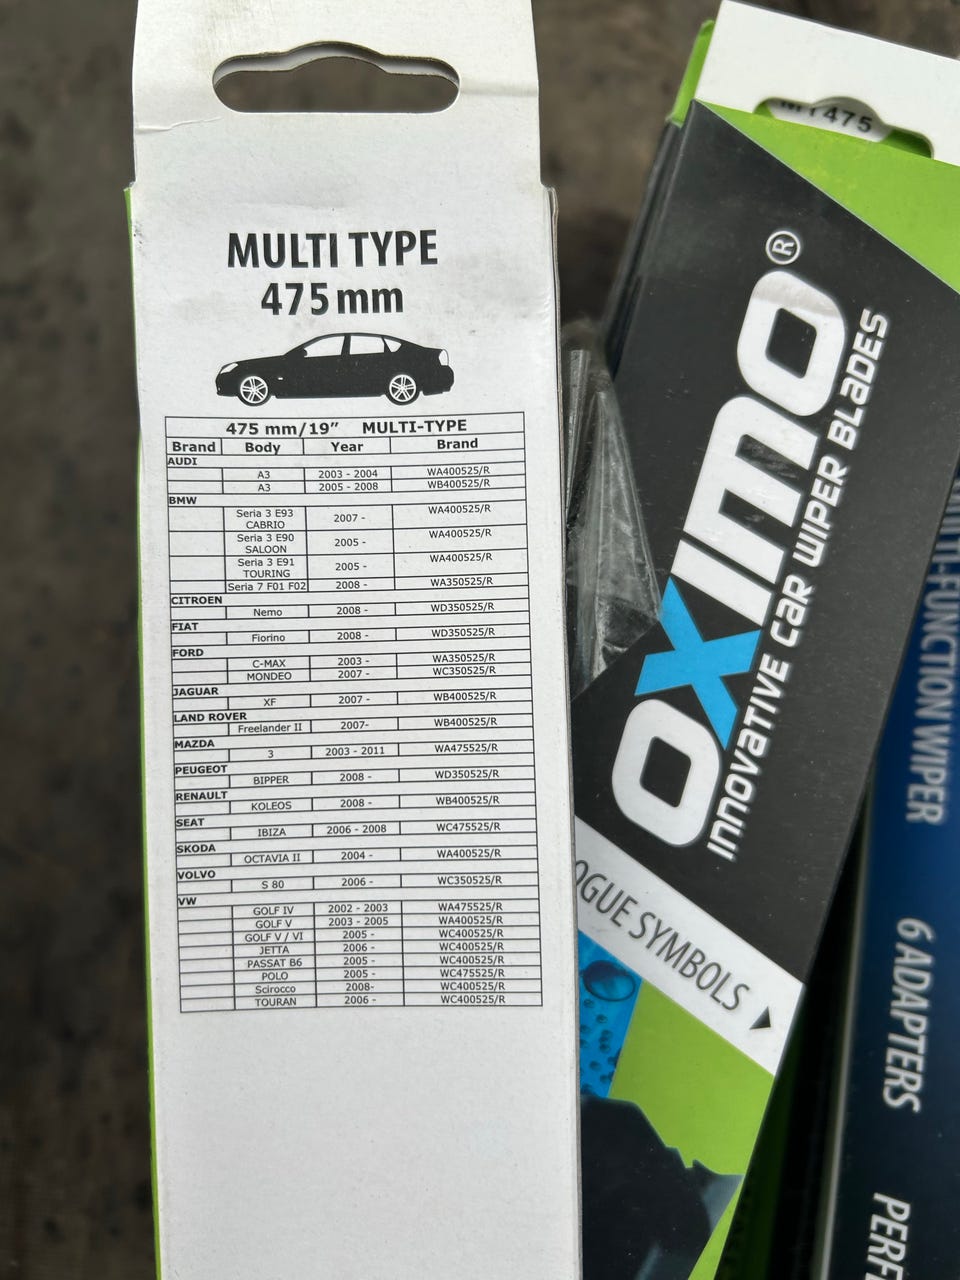 MULTI TYPE
475 mm
475 mm/19” MULTI-TYPE
Brand Body Year Brand
AUDI
A3 2003 - 2004 WA400525/R
A3 2005 - 2008 WB400525/R
BMW
Seria 3 E93 CABRIO 2007 - WA400525/R
Seria 3 E90 SALOON 2005 - WA400525/R
Seria 3 E91 TOURING 2005 - WA400525/R
Seria 7 F01 F02 2008 - WA350525/R
CITROEN
Nemo 2008 - WD350525/R
FIAT
Fiorino 2008 - WD350525/R
FORD
C-MAX 2003 - WA350525/R
MONDEO 2007 - WC350525/R
JAGUAR
XF 2007 - WB400525/R
LAND ROVER
Freelander II 2007- WB400525/R
MAZDA
3 2003 - 2011 WA475525/R
PEUGEOT
BIPPER 2008 - WD350525/R
RENAULT
KOLEOS 2008 - WB400525/R
SEAT
IBIZA 2006 - 2008 WC475525/R
SKODA
OCTAVIA II 2004 - WA400525/R
VOLVO
S 80 2006 - WC350525/R
VW
GOLF IV 2002 - 2003 WA475525/R
GOLF V 2003 - 2005 WA400525/R
GOLF V / VI 2005 - WC400525/R
JETTA 2006 - WC400525/R
PASSAT B6 2005 - WC400525/R
POLO 2005 - WC475525/R
Scirocco 2008- WC400525/R
TOURAN 2006 - WC400525/R
MT475
OXIMO®
INNOVATIVE CAR WIPER BLADES
OGUE SYMBOLS
MULTI-FUNCTION WIPER
6 ADAPTERS
PERF